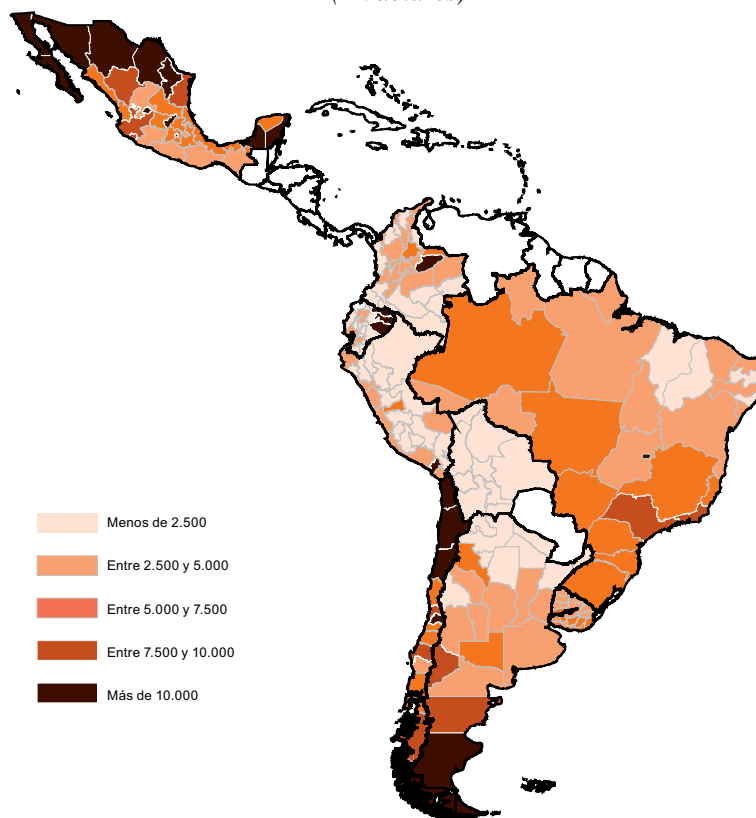 Menos de 2.500
Entre 2.500 y 5.000
Entre 5.000 y 7.500
Entre 7.500 y 10.000
Más de 10.000